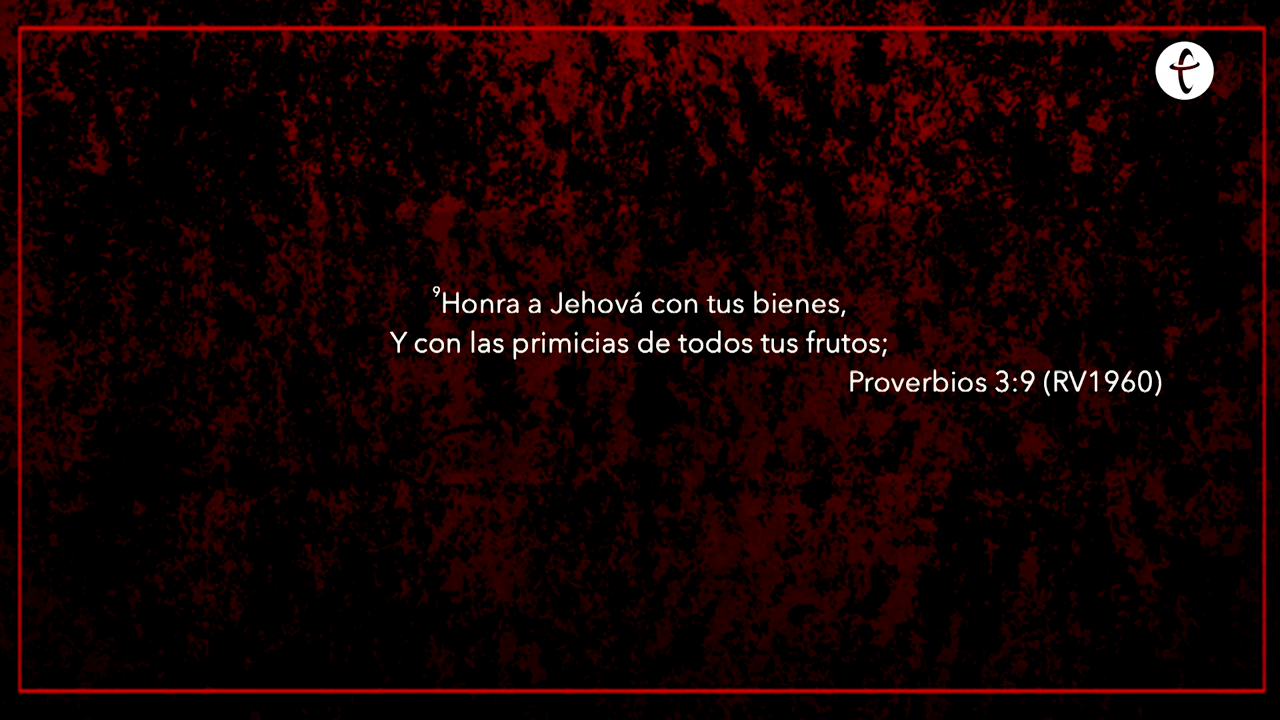 ⁹Honra a Jehová con tus bienes,
Y con las primicias de todos tus frutos;
Proverbios 3:9 (RV1960)